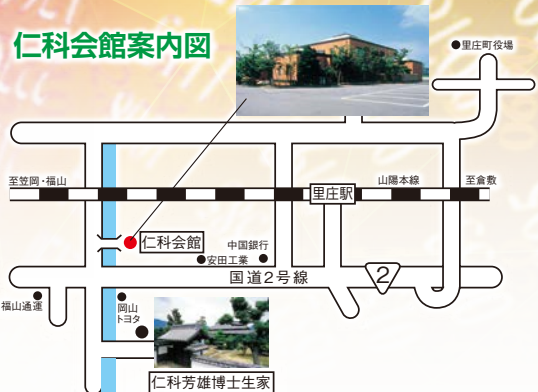 仁科会館案内図
里庄町役場
至笠岡・福山
里庄駅
山陽本線
至倉敷
仁科会館
中国銀行
安田工業
国道2号線
2
福山通運
岡山
トヨタ
仁科芳雄博士生家